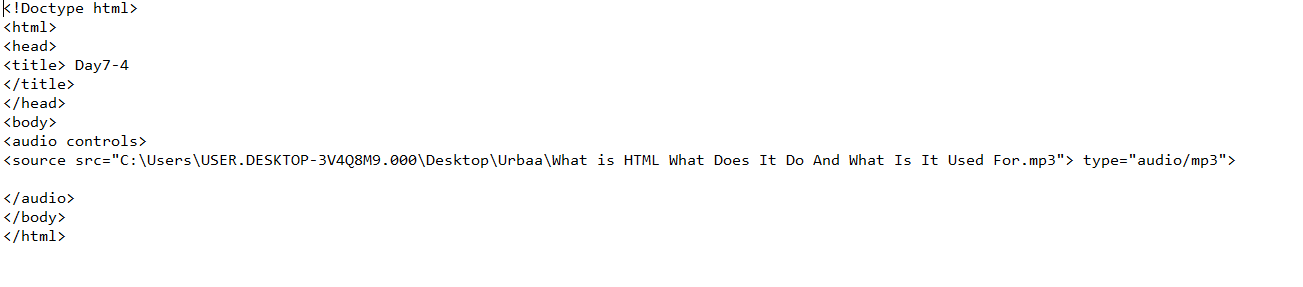 <!Doctype html>
<html>
<head>
<title> Day7-4
</title>
</head>
<body>
<audio controls>
<source src="C:\Users\USER.DESKTOP-3V4Q8M9.000\Desktop\Urbaa\What is HTML What Does It Do And What Is It Used For.mp3"> type="audio/mp3">
</audio>
</body>
</html>